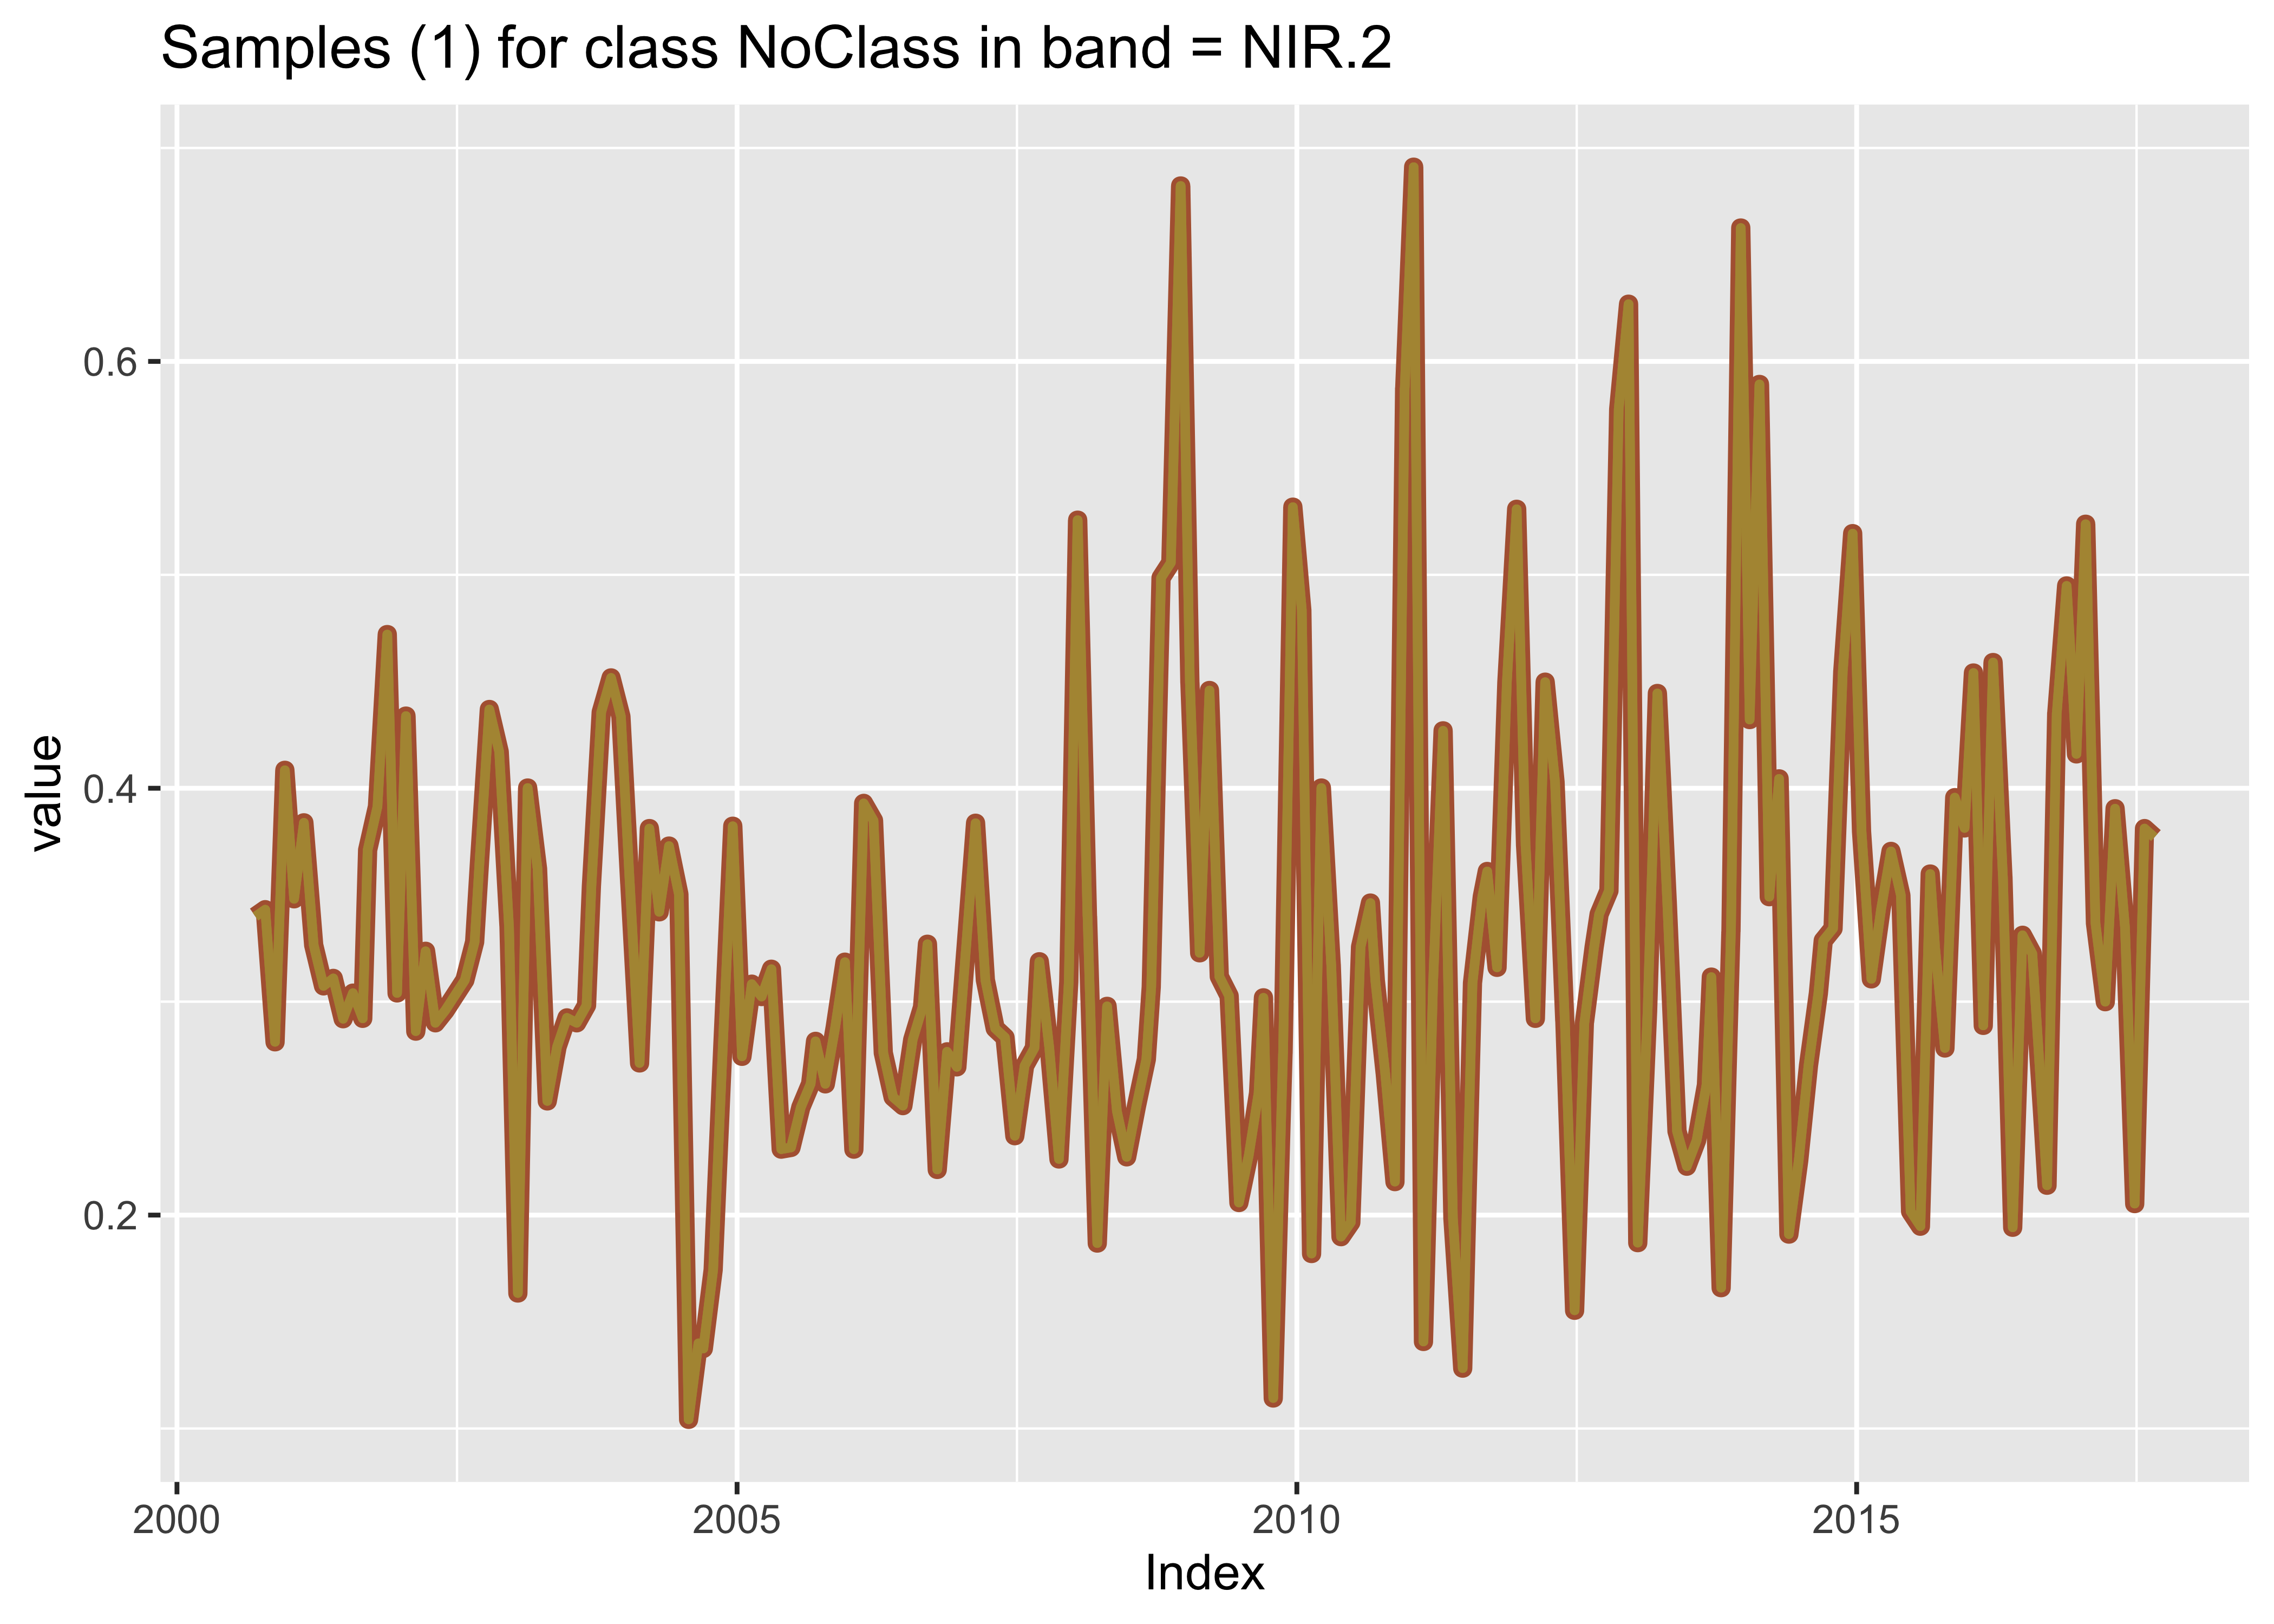 Samples (1) for class NoClass in band = NIR.2
0.6
0.4
0.2
value
2000 2005 2010 2015
Index